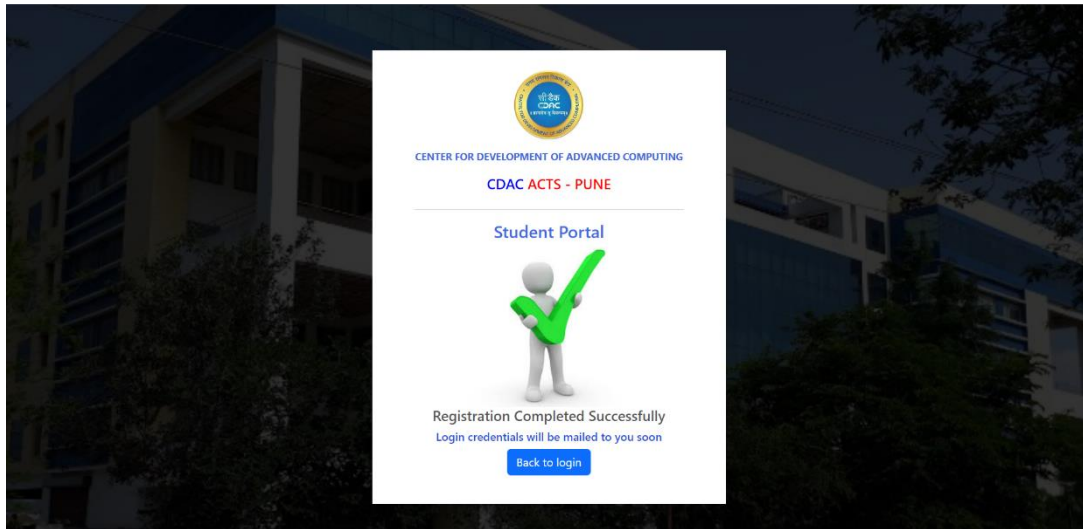 सी डैक
CDAC
CENTER FOR DEVELOPMENT OF ADVANCED COMPUTING
CDAC ACTS - PUNE
Student Portal
Registration Completed Successfully
Login credentials will be mailed to you soon
Back to login